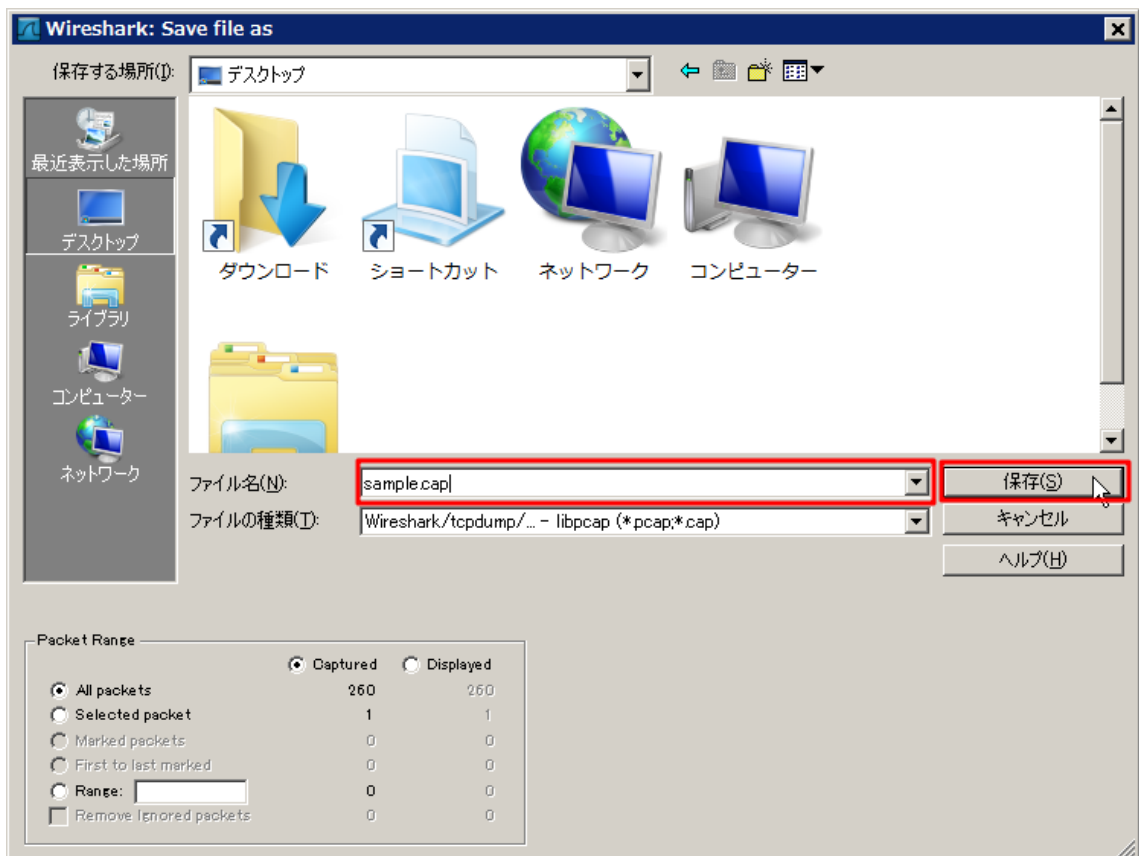 Wireshark: Save file as
保存する場所(I):
デスクトップ
最近表示した場所
デスクトップ
ライブラリ
コンピューター
ネットワーク
ダウンロード
ショートカット
ネットワーク
コンピューター
ファイル名(N):
sample.cap
保存(S)
ファイルの種類(T):
Wireshark/tcpdump/... - libpcap (*.pcap;*.cap)
キャンセル
ヘルプ(H)
Packet Range
Captured Displayed
All packets 260 260
Selected packet 1 1
Marked packets 0 0
First to last marked 0 0
Range: 0 0
Remove Ignored packets 0 0